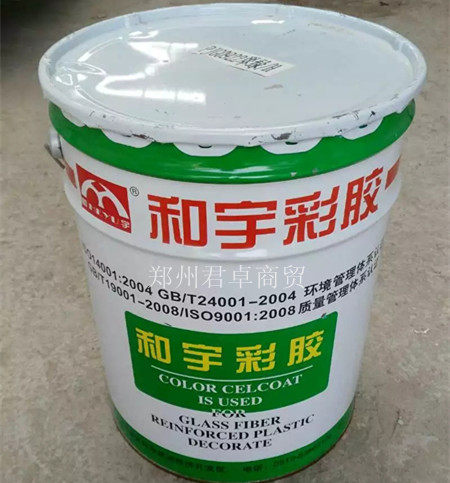 ®
和宇彩胶
ISO14001:2004 GB/T24001-2004 环境管理体系认
GB/T19001-2008/ISO9001:2008 质量管理体系认
郑州君卓商贸
和宇彩胶
COLOR CELCOAT
IS USED
FOR
GLASS FIBER
REINFORCED PLASTIC
DECORATE